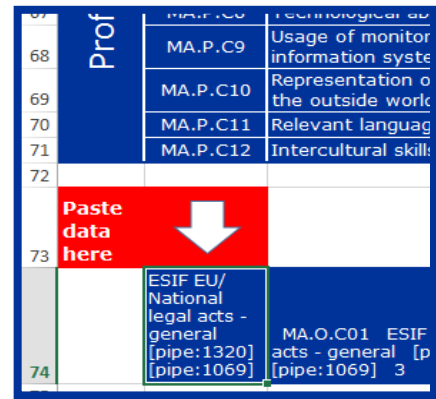 68 Prof MA.P.C9 Usage of monitor
information syste
69 MA.P.C10 Representation o
the outside world
70 MA.P.C11 Relevant languag
71 MA.P.C12 Intercultural skills
72
73 Paste
data
here
74 ESIF EU/
National
legal acts -
general
[pipe:1320]
[pipe:1069]
MA.O.C01 ESIF
acts - general [p
[pipe:1069] 3